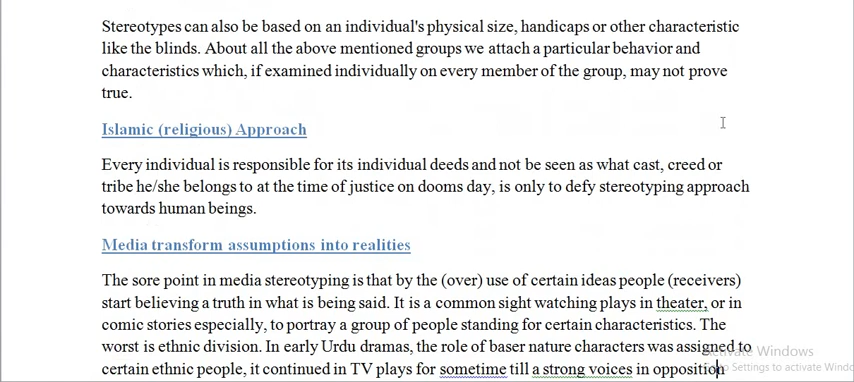 Stereotypes can also be based on an individual's physical size, handicaps or other characteristic
like the blinds. About all the above mentioned groups we attach a particular behavior and
characteristics which, if examined individually on every member of the group, may not prove
true.
Islamic (religious) Approach
Every individual is responsible for its individual deeds and not be seen as what cast, creed or
tribe he/she belongs to at the time of justice on dooms day, is only to defy stereotyping approach
towards human beings.
Media transform assumptions into realities
The sore point in media stereotyping is that by the (over) use of certain ideas people (receivers)
start believing a truth in what is being said. It is a common sight watching plays in theater, or in
comic stories especially, to portray a group of people standing for certain characteristics. The
worst is ethnic division. In early Urdu dramas, the role of baser nature characters was assigned to
certain ethnic people, it continued in TV plays for sometime till a strong voices in opposition
Activate Windows
to Settings to activate Windo